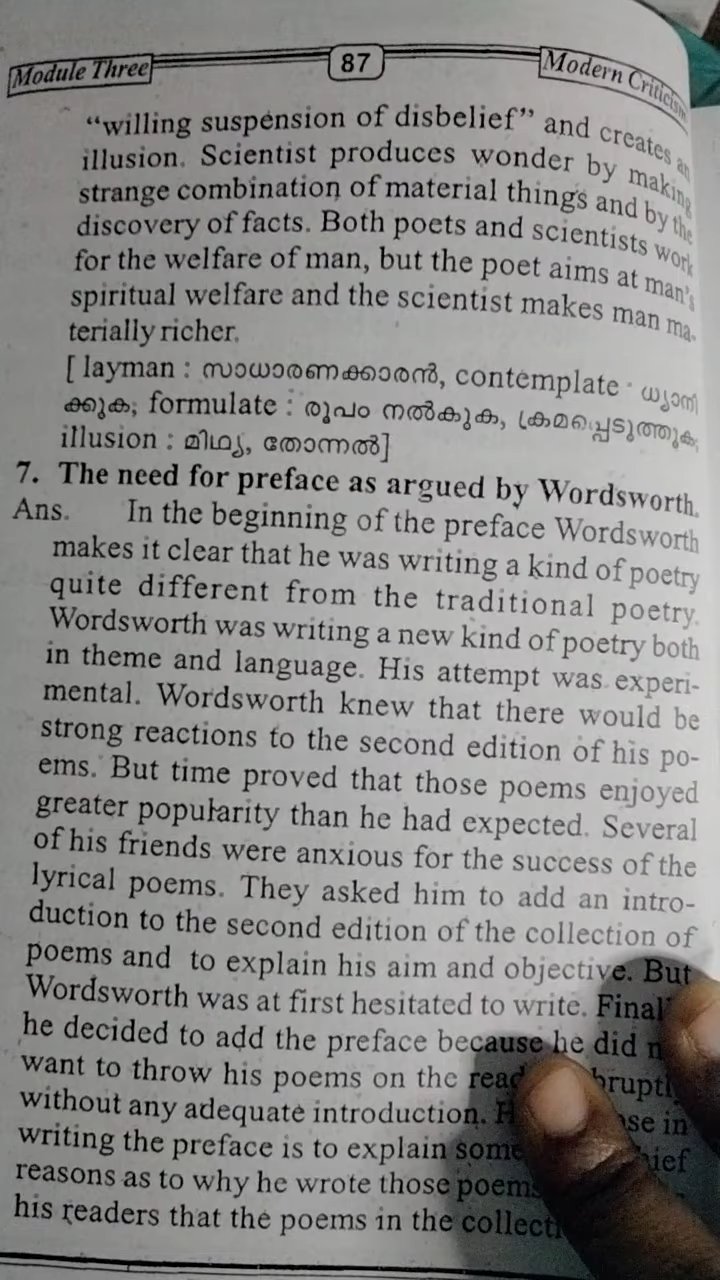 Module Three
87
Modern Criticism
“willing suspension of disbelief” and creates an
illusion. Scientist produces wonder by making
strange combination of material things and by the
discovery of facts. Both poets and scientists work
for the welfare of man, but the poet aims at man's
spiritual welfare and the scientist makes man ma-
terially richer.
[ layman : സാധാരണക്കാരൻ, contemplate : ധ്യാനി
ക്കുക; formulate : രൂപം നൽകുക, ക്രമപ്പെടുത്തുക;
illusion : മിഥ്യ, തോന്നൽ]
7. The need for preface as argued by Wordsworth.
Ans. In the beginning of the preface Wordsworth
makes it clear that he was writing a kind of poetry
quite different from the traditional poetry.
Wordsworth was writing a new kind of poetry both
in theme and language. His attempt was experi-
mental. Wordsworth knew that there would be
strong reactions to the second edition of his po-
ems. But time proved that those poems enjoyed
greater popularity than he had expected. Several
of his friends were anxious for the success of the
lyrical poems. They asked him to add an intro-
duction to the second edition of the collection of
poems and to explain his aim and objective. But
Wordsworth was at first hesitated to write.
he decided to add the preface because he did
want to throw his poems on the
without any adequate introduction. in
writing the preface is to explain
reasons as to why he wrote those
his readers that the poems in the